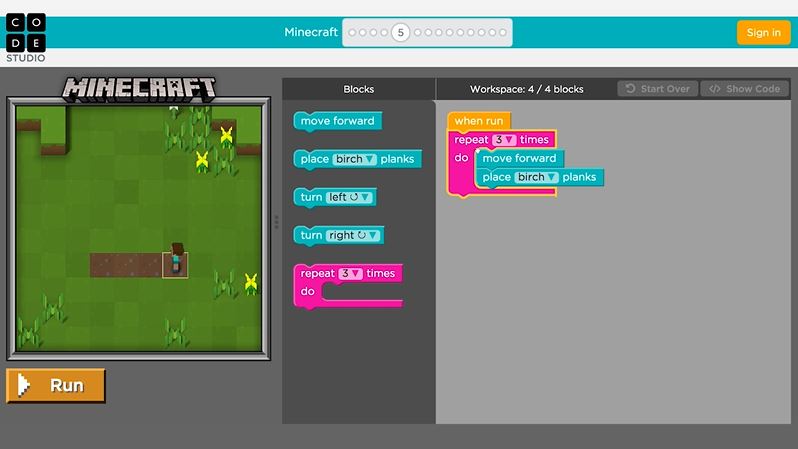 C O
D E
STUDIO
Minecraft
5
Sign in
MINECRAFT
Blocks
Workspace: 4 / 4 blocks
Start Over
</> Show Code
move forward
place birch planks
turn left
turn right
repeat 3 times
do
when run
repeat 3 times
do
move forward
place birch planks
Run